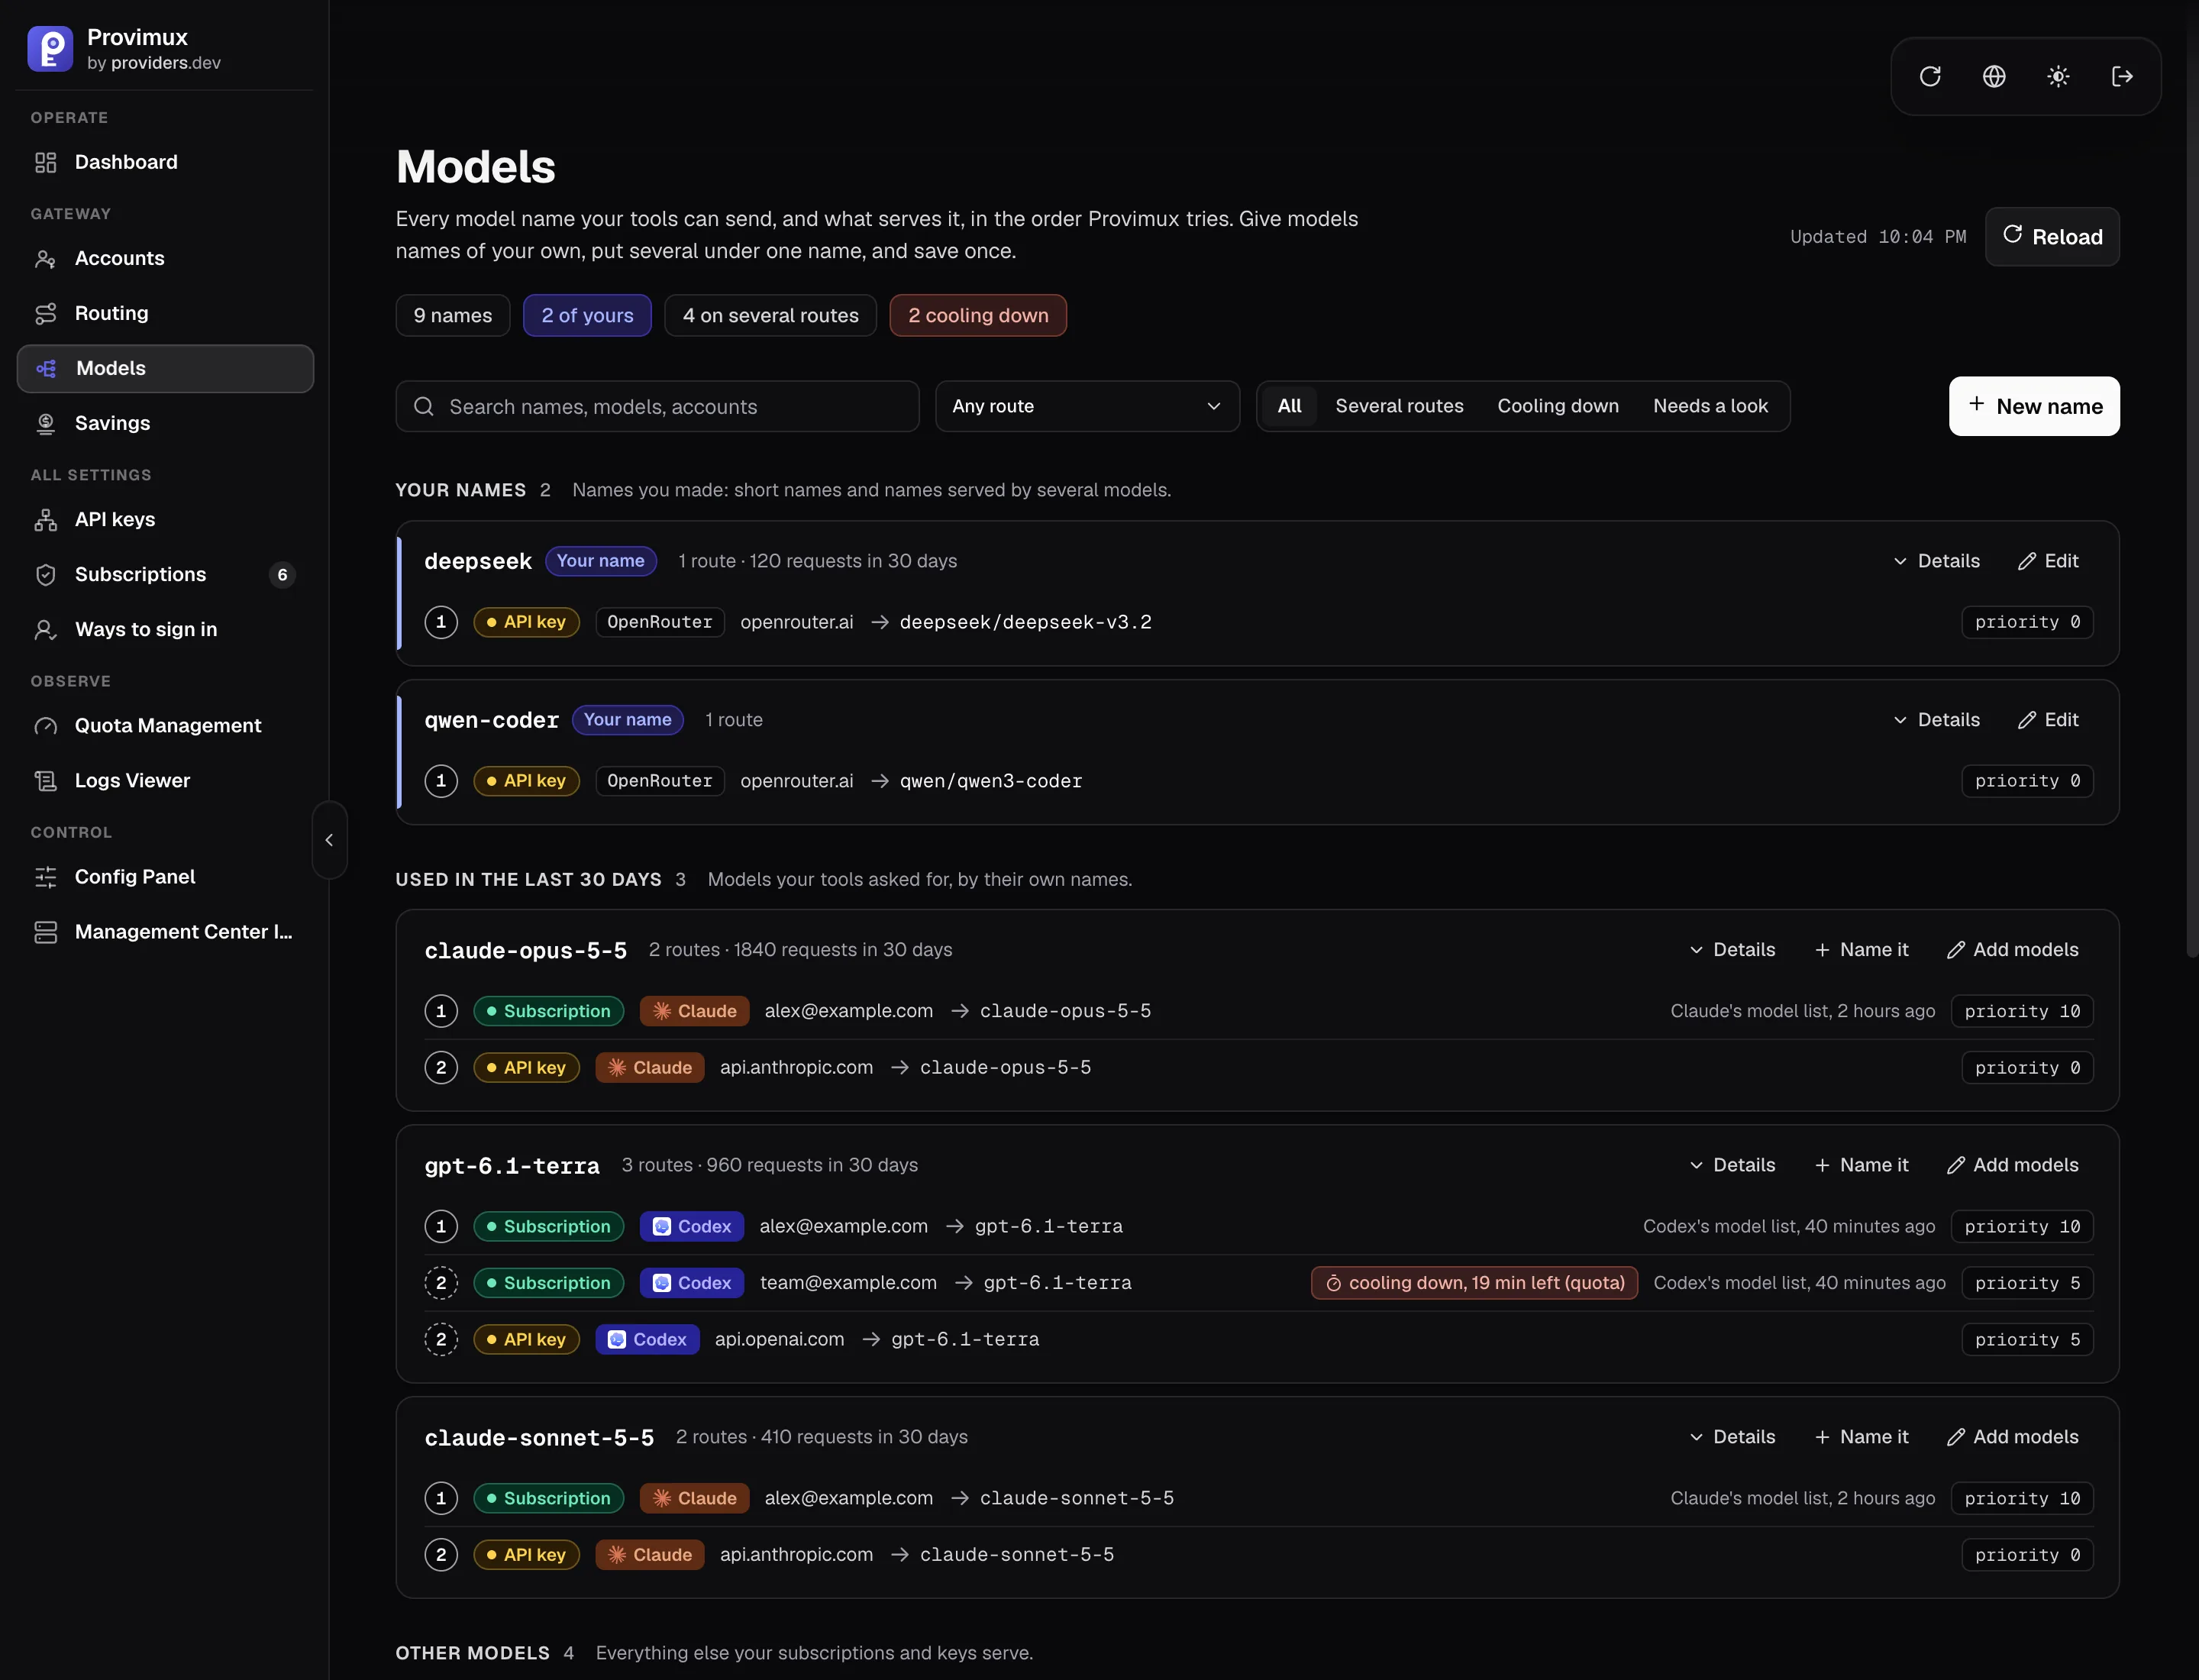 Provimux
by providers.dev
OPERATE
Dashboard
GATEWAY
Accounts
Routing
Models
Savings
ALL SETTINGS
API keys
Subscriptions 6
Ways to sign in
OBSERVE
Quota Management
Logs Viewer
CONTROL
Config Panel
Management Center I...
Models
Every model name your tools can send, and what serves it, in the order Provimux tries. Give models
names of your own, put several under one name, and save once.
Updated 10:04 PM Reload
9 names 2 of yours 4 on several routes 2 cooling down
Search names, models, accounts Any route All Several routes Cooling down Needs a look + New name
YOUR NAMES 2 Names you made: short names and names served by several models.
deepseek Your name 1 route · 120 requests in 30 days Details Edit
1 API key OpenRouter openrouter.ai → deepseek/deepseek-v3.2 priority 0
qwen-coder Your name 1 route Details Edit
1 API key OpenRouter openrouter.ai → qwen/qwen3-coder priority 0
USED IN THE LAST 30 DAYS 3 Models your tools asked for, by their own names.
claude-opus-5-5 2 routes · 1840 requests in 30 days Details + Name it Add models
1 Subscription Claude alex@example.com → claude-opus-5-5 Claude's model list, 2 hours ago priority 10
2 API key Claude api.anthropic.com → claude-opus-5-5 priority 0
gpt-6.1-terra 3 routes · 960 requests in 30 days Details + Name it Add models
1 Subscription Codex alex@example.com → gpt-6.1-terra Codex's model list, 40 minutes ago priority 10
2 Subscription Codex team@example.com → gpt-6.1-terra cooling down, 19 min left (quota) Codex's model list, 40 minutes ago priority 5
2 API key Codex api.openai.com → gpt-6.1-terra priority 5
claude-sonnet-5-5 2 routes · 410 requests in 30 days Details + Name it Add models
1 Subscription Claude alex@example.com → claude-sonnet-5-5 Claude's model list, 2 hours ago priority 10
2 API key Claude api.anthropic.com → claude-sonnet-5-5 priority 0
OTHER MODELS 4 Everything else your subscriptions and keys serve.